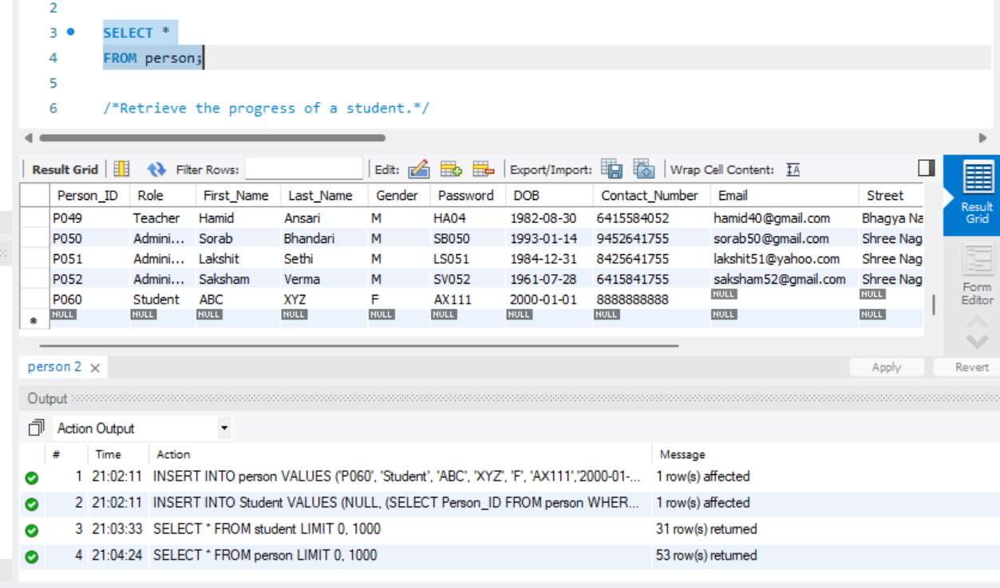 2
3 SELECT *
4 FROM person;
5
6 /*Retrieve the progress of a student.*/
Result Grid Filter Rows: Edit: Export/Import: Wrap Cell Content: IA
Person_ID Role First_Name Last_Name Gender Password DOB Contact_Number Email Street
P049 Teacher Hamid Ansari M HA04 1982-08-30 6415584052 hamid40@gmail.com Bhagya Na
P050 Admini... Sorab Bhandari M SB050 1993-01-14 9452641755 sorab50@gmail.com Shree Nag
P051 Admini... Lakshit Sethi M LS051 1984-12-31 8425641755 lakshit51@yahoo.com Shree Nag
P052 Admini... Saksham Verma M SV052 1961-07-28 6415841755 saksham52@gmail.com Shree Nag
P060 Student ABC XYZ F AX111 2000-01-01 8888888888 NULL NULL
NULL NULL NULL NULL NULL NULL NULL NULL NULL NULL
Result
Grid
Form
Editor
person 2 Apply Revert
Output
Action Output
# Time Action Message
1 21:02:11 INSERT INTO person VALUES ('P060', 'Student', 'ABC', 'XYZ', 'F', 'AX111','2000-01-... 1 row(s) affected
2 21:02:11 INSERT INTO Student VALUES (NULL, (SELECT Person_ID FROM person WHER... 1 row(s) affected
3 21:03:33 SELECT * FROM student LIMIT 0, 1000 31 row(s) returned
4 21:04:24 SELECT * FROM person LIMIT 0, 1000 53 row(s) returned